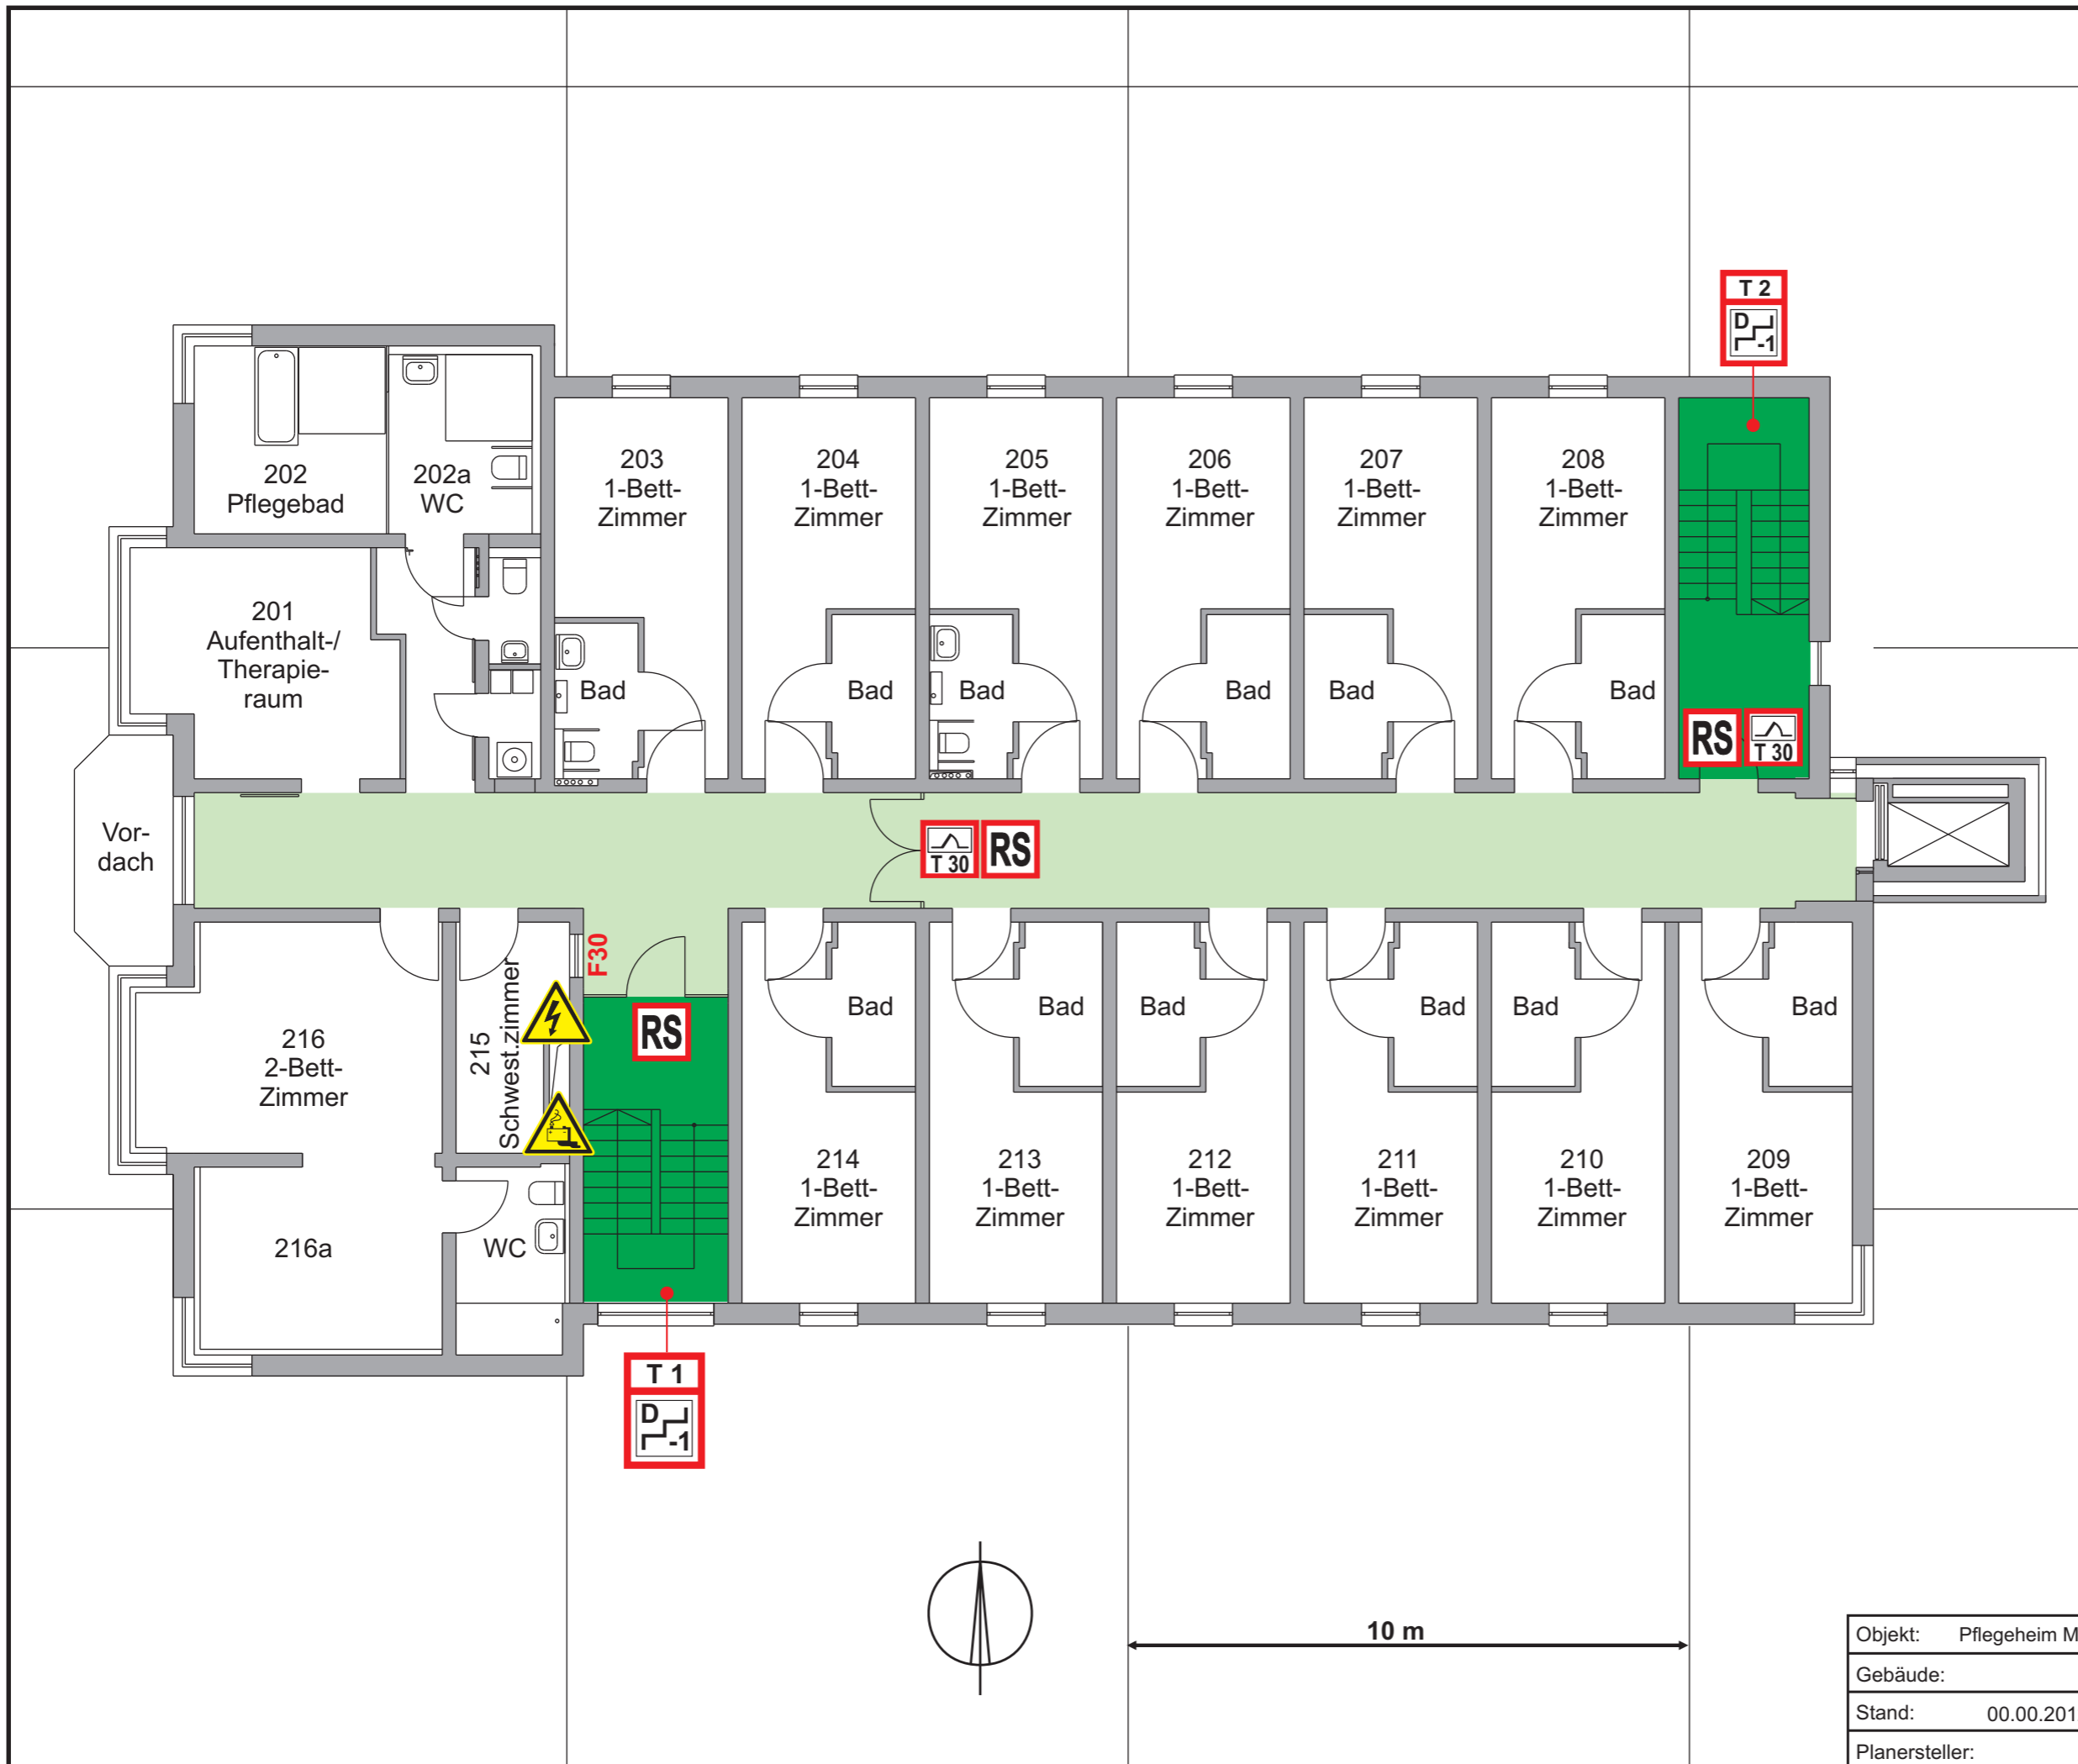 T 2
D
-1
202
Pflegebad
202a
WC
203
1-Bett-
Zimmer
204
1-Bett-
Zimmer
205
1-Bett-
Zimmer
206
1-Bett-
Zimmer
207
1-Bett-
Zimmer
208
1-Bett-
Zimmer
201
Aufenthalt-/
Therapie-
raum
Bad
Bad
Bad
Bad
Bad
Bad
RS
T 30
Vor-
dach
T 30
RS
F30
216
2-Bett-
Zimmer
215
Schwest.zimmer
RS
Bad
Bad
Bad
Bad
Bad
Bad
214
1-Bett-
Zimmer
213
1-Bett-
Zimmer
212
1-Bett-
Zimmer
211
1-Bett-
Zimmer
210
1-Bett-
Zimmer
209
1-Bett-
Zimmer
216a
WC
T 1
D
-1
10 m
Objekt: Pflegeheim M
Gebäude:
Stand: 00.00.201
Planersteller: